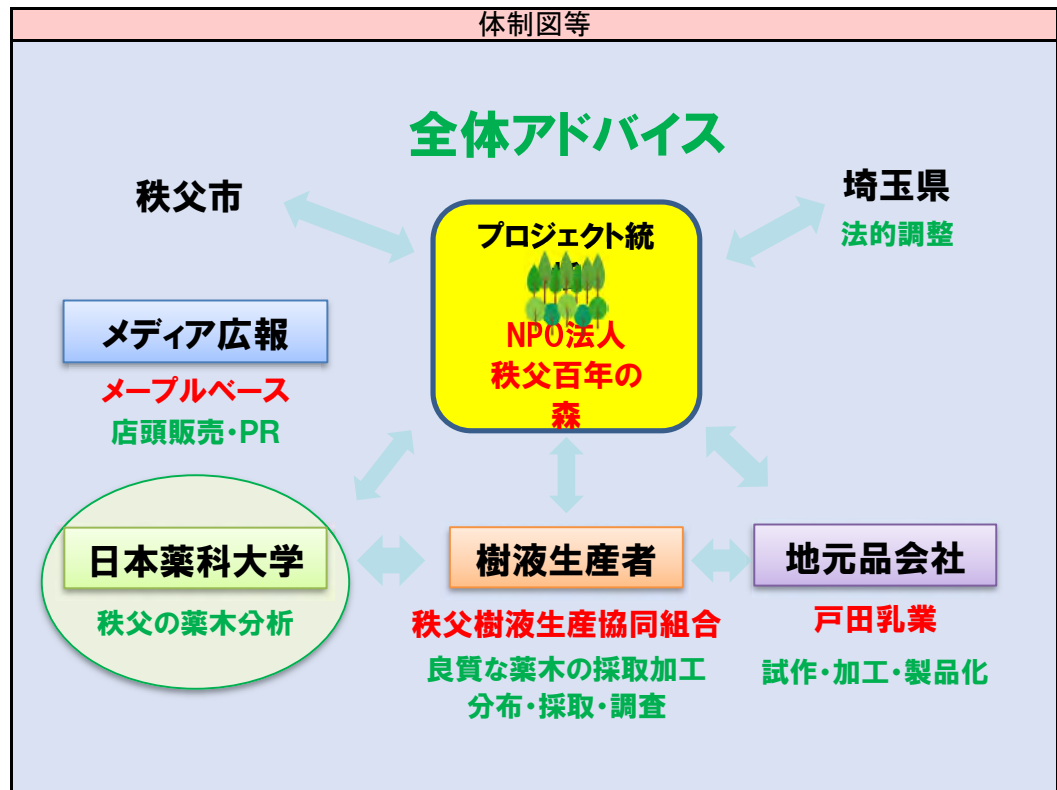 体制図等
全体アドバイス
秩父市
埼玉県
法的調整
プロジェクト統
NPO法人
秩父百年の
森
メディア広報
メープルベース
店頭販売・PR
日本薬科大学
秩父の薬木分析
樹液生産者
秩父樹液生産協同組合
良質な薬木の採取加工
分布・採取・調査
地元品会社
戸田乳業
試作・加工・製品化